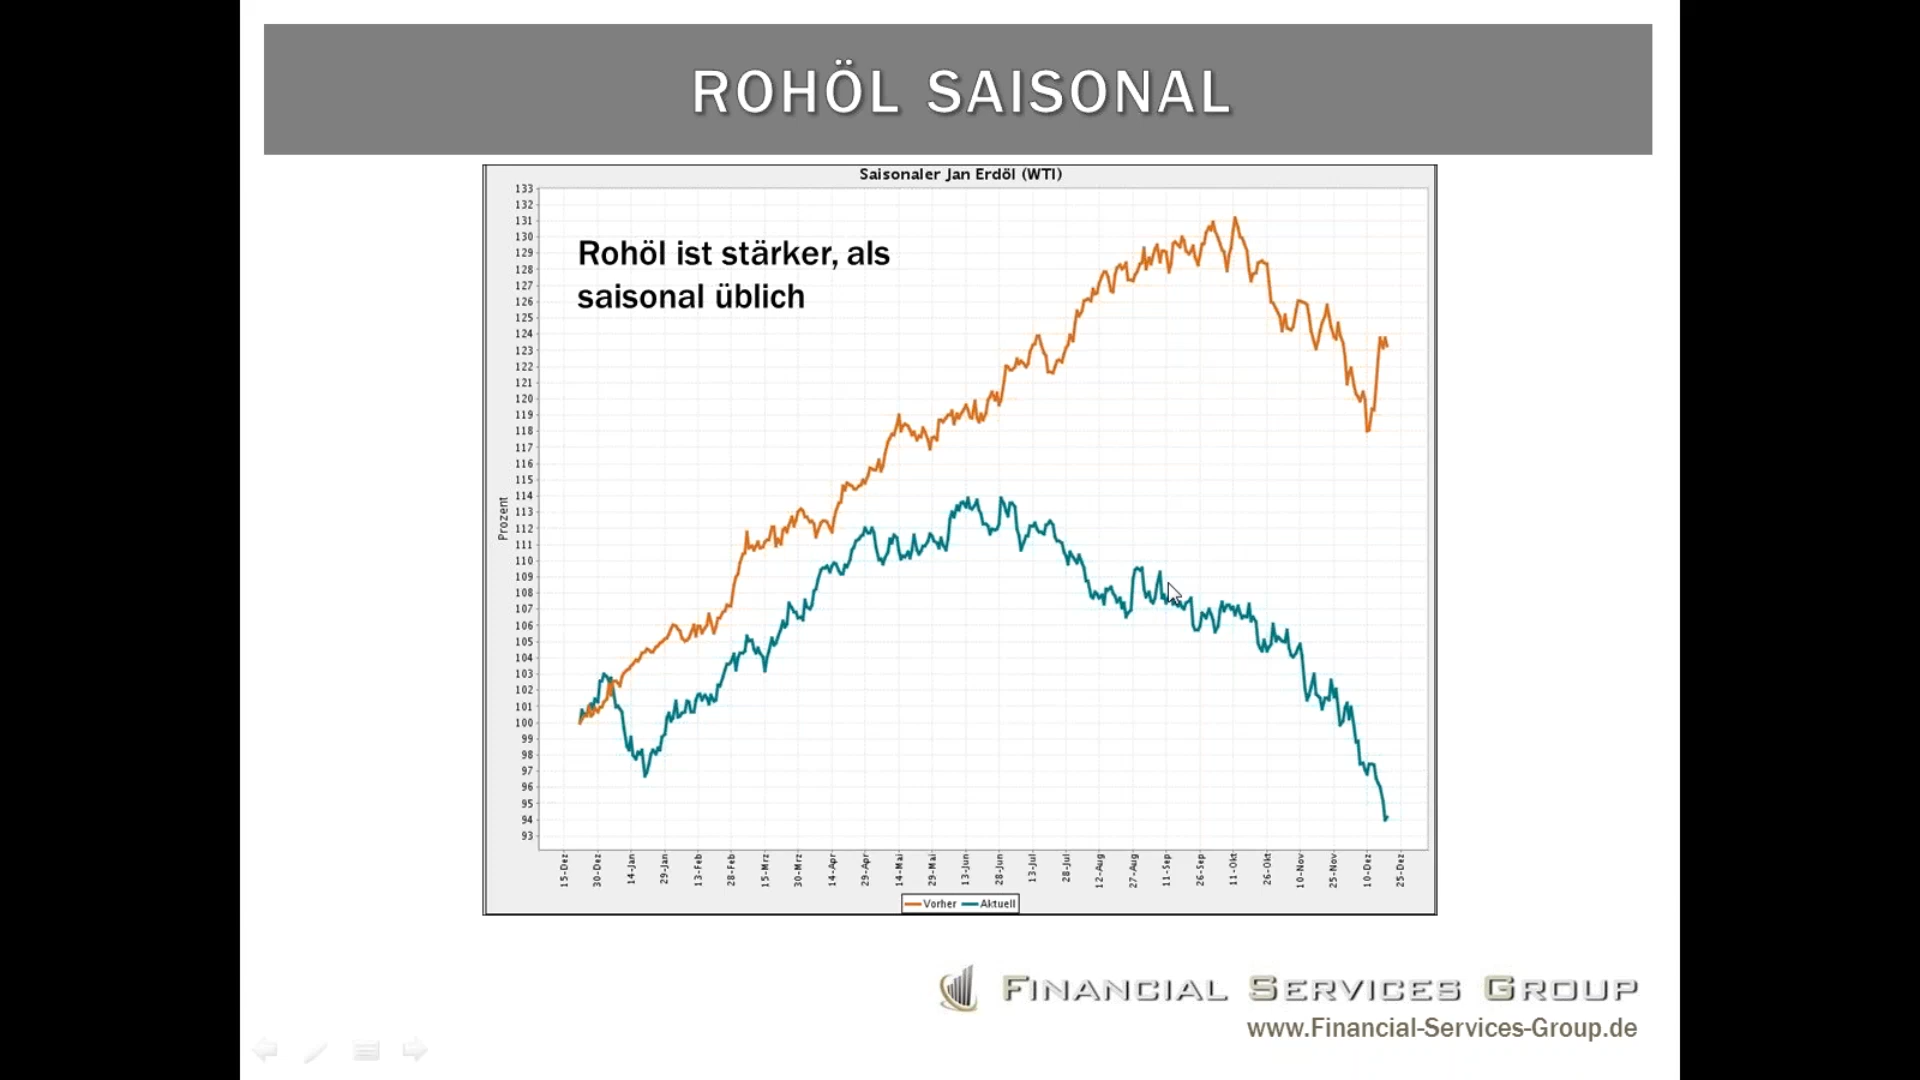 ROHÖL SAISONAL
Saisonaler Jan Erdöl (WTI)
Rohöl ist stärker, als
saisonal üblich
Prozent
133
132
131
130
129
128
127
126
125
124
123
122
121
120
119
118
117
116
115
114
113
112
111
110
109
108
107
106
105
104
103
102
101
100
99
98
97
96
95
94
93
15-Dez
30-Dez
14-Jan
29-Jan
13-Feb
28-Feb
15-Mrz
30-Mrz
14-Apr
29-Apr
14-Mai
29-Mai
13-Jun
28-Jun
13-Jul
28-Jul
12-Aug
27-Aug
11-Sep
26-Sep
11-Okt
26-Okt
10-Nov
25-Nov
10-Dez
25-Dez
Vorher Aktuell
FINANCIAL SERVICES GROUP
www.Financial-Services-Group.de